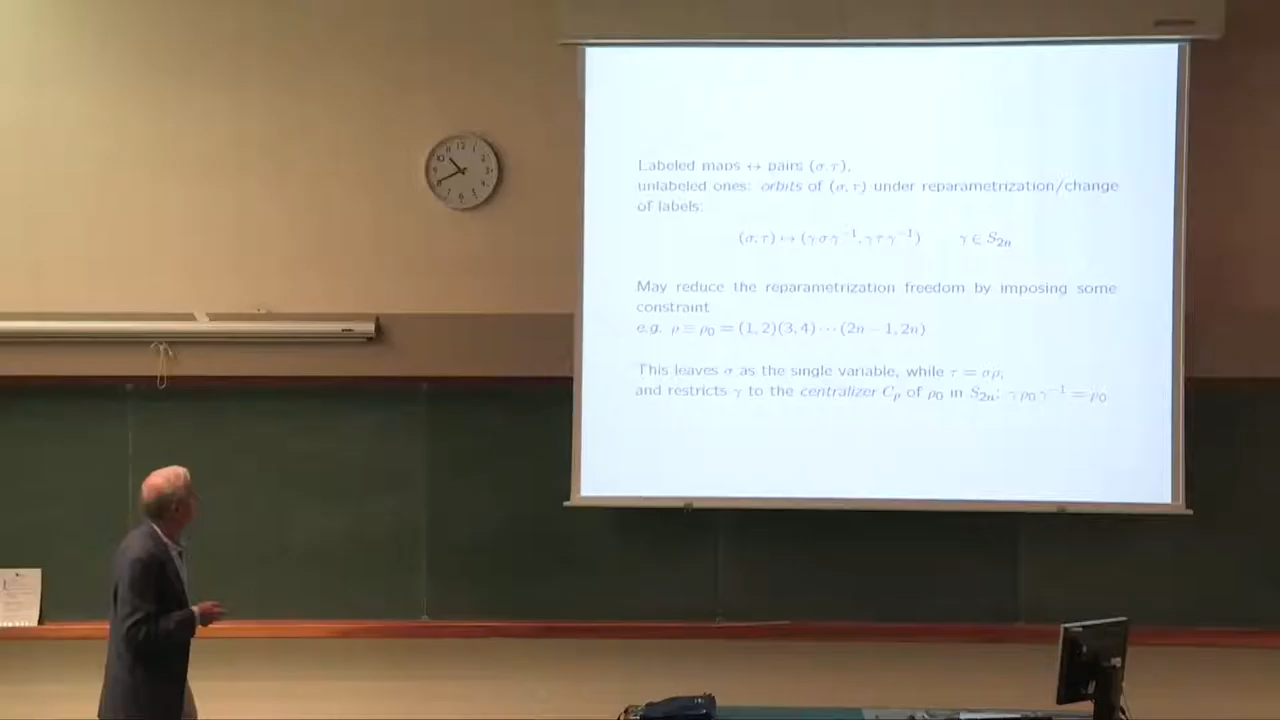 Labeled maps ↔ pairs (σ,τ),
unlabeled ones: orbits of (σ,τ) under reparametrization/change
of labels:
(σ,τ) ↦ (γσγ⁻¹, γτγ⁻¹) γ ∈ S₂ₙ
May reduce the reparametrization freedom by imposing some
constraint
e.g. ρ ≡ ρ₀ = (1,2)(3,4)···(2n − 1, 2n)
This leaves σ as the single variable, while τ = σρ,
and restricts γ to the centralizer Cᵨ of ρ₀ in S₂ₙ: γρ₀γ⁻¹ = ρ₀